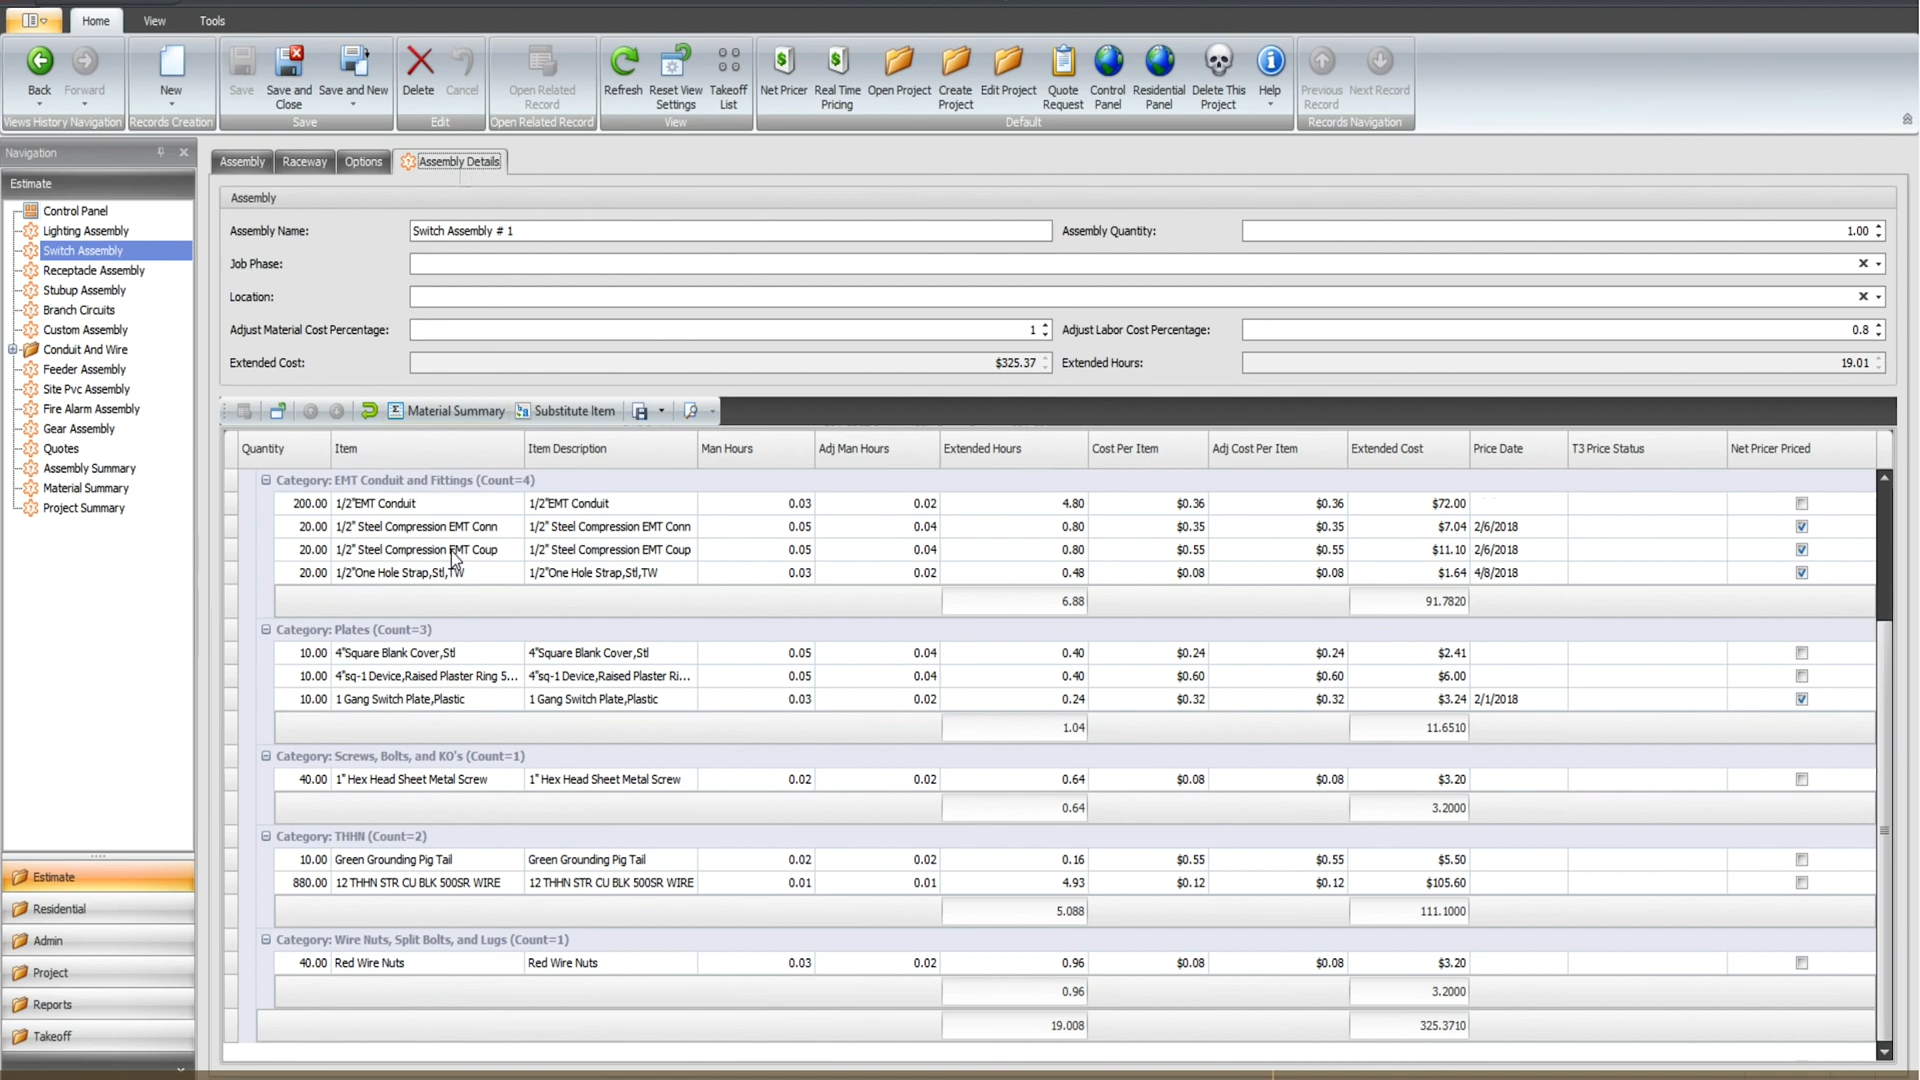 Home View Tools
Back Forward New Save Save and Close Save and New Delete Cancel Open Related Record Refresh Reset View Settings Takeoff List Net Pricer Real Time Pricing Open Project Create Project Edit Project Quote Request Control Panel Residential Panel Delete This Project Help Previous Record Next Record
Views History Navigation Records Creation Save Edit Open Related Record View Default Records Navigation
Navigation
Estimate
Control Panel
Lighting Assembly
Switch Assembly
Receptacle Assembly
Stubup Assembly
Branch Circuits
Custom Assembly
Conduit And Wire
Feeder Assembly
Site Pvc Assembly
Fire Alarm Assembly
Gear Assembly
Quotes
Assembly Summary
Material Summary
Project Summary
Estimate
Residential
Admin
Project
Reports
Takeoff
Assembly Raceway Options Assembly Details
Assembly
Assembly Name: Switch Assembly # 1 Assembly Quantity: 1.00
Job Phase:
Location:
Adjust Material Cost Percentage: 1 Adjust Labor Cost Percentage: 0.8
Extended Cost: $325.37 Extended Hours: 19.01
Material Summary Substitute Item
Quantity Item Item Description Man Hours Adj Man Hours Extended Hours Cost Per Item Adj Cost Per Item Extended Cost Price Date T3 Price Status Net Pricer Priced
Category: EMT Conduit and Fittings (Count=4)
200.00 1/2"EMT Conduit 1/2"EMT Conduit 0.03 0.02 4.80 $0.36 $0.36 $72.00
20.00 1/2" Steel Compression EMT Conn 1/2" Steel Compression EMT Conn 0.05 0.04 0.80 $0.35 $0.35 $7.04 2/6/2018
20.00 1/2" Steel Compression EMT Coup 1/2" Steel Compression EMT Coup 0.05 0.04 0.80 $0.55 $0.55 $11.10 2/6/2018
20.00 1/2"One Hole Strap,Stl,TW 1/2"One Hole Strap,Stl,TW 0.03 0.02 0.48 $0.08 $0.08 $1.64 4/8/2018
6.88 91.7820
Category: Plates (Count=3)
10.00 4"Square Blank Cover,Stl 4"Square Blank Cover,Stl 0.05 0.04 0.40 $0.24 $0.24 $2.41
10.00 4"sq-1 Device,Raised Plaster Ring 5... 4"sq-1 Device,Raised Plaster Ri... 0.05 0.04 0.40 $0.60 $0.60 $6.00
10.00 1 Gang Switch Plate,Plastic 1 Gang Switch Plate,Plastic 0.03 0.02 0.24 $0.32 $0.32 $3.24 2/1/2018
1.04 11.6510
Category: Screws, Bolts, and KO's (Count=1)
40.00 1" Hex Head Sheet Metal Screw 1" Hex Head Sheet Metal Screw 0.02 0.02 0.64 $0.08 $0.08 $3.20
0.64 3.2000
Category: THHN (Count=2)
10.00 Green Grounding Pig Tail Green Grounding Pig Tail 0.02 0.02 0.16 $0.55 $0.55 $5.50
880.00 12 THHN STR CU BLK 500SR WIRE 12 THHN STR CU BLK 500SR WIRE 0.01 0.01 4.93 $0.12 $0.12 $105.60
5.088 111.1000
Category: Wire Nuts, Split Bolts, and Lugs (Count=1)
40.00 Red Wire Nuts Red Wire Nuts 0.03 0.02 0.96 $0.08 $0.08 $3.20
0.96 3.2000
19.008 325.3710